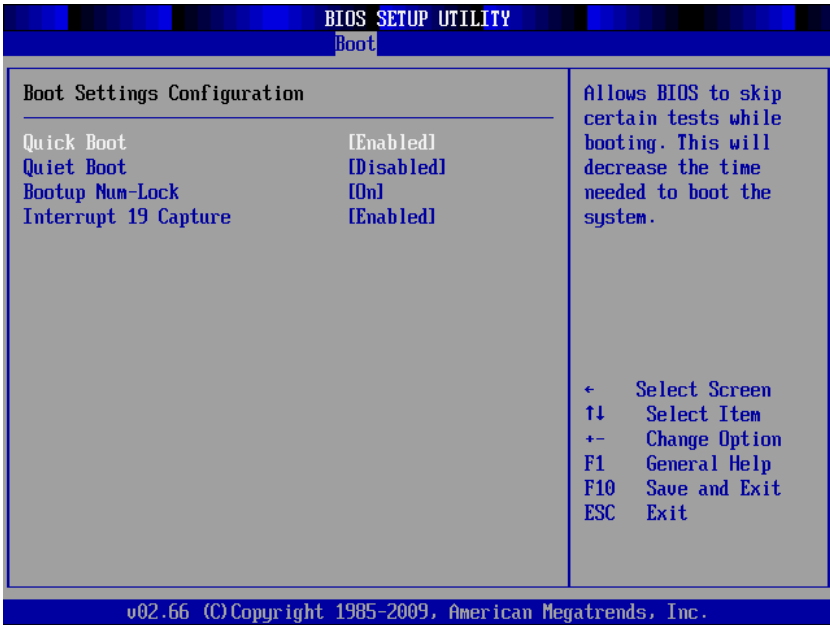 BIOS SETUP UTILITY
Boot
Boot Settings Configuration
Quick Boot [Enabled]
Quiet Boot [Disabled]
Bootup Num-Lock [On]
Interrupt 19 Capture [Enabled]
Allows BIOS to skip
certain tests while
booting. This will
decrease the time
needed to boot the
system.
← Select Screen
↑↓ Select Item
+- Change Option
F1 General Help
F10 Save and Exit
ESC Exit
v02.66 (C)Copyright 1985-2009, American Megatrends, Inc.